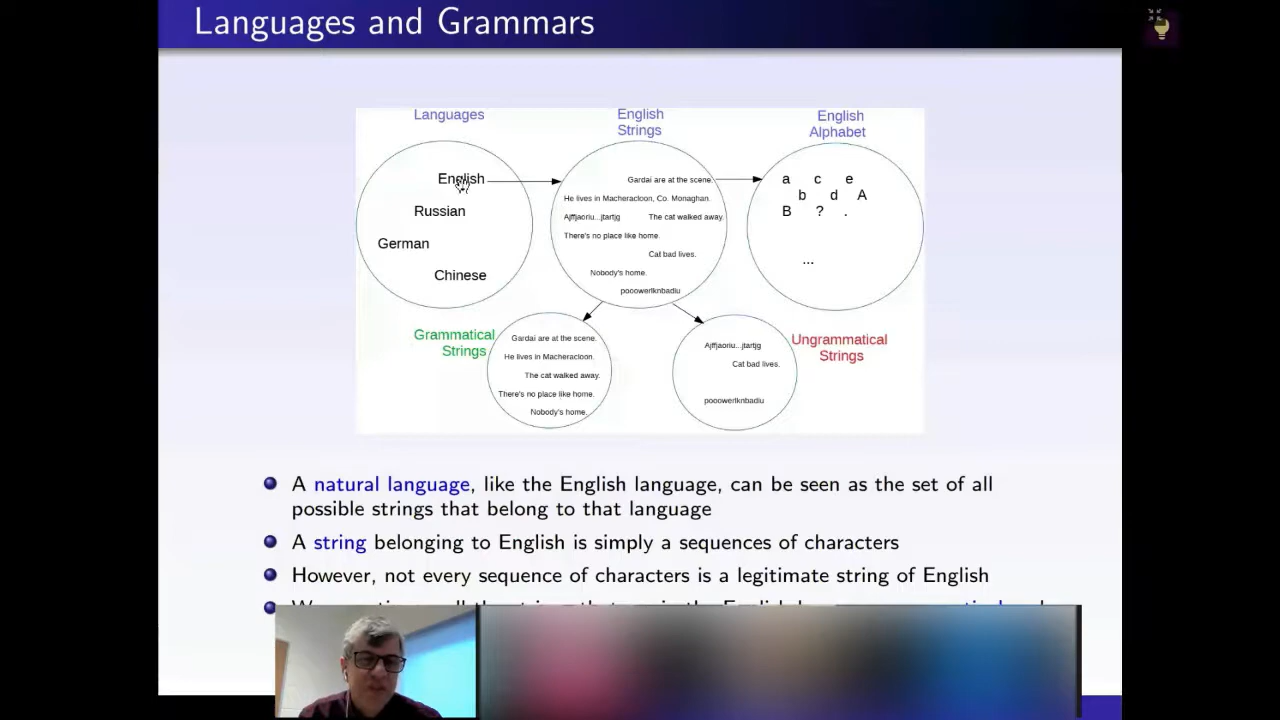 Languages and Grammars
Languages
English
Russian
German
Chinese
English
Strings
Gardaí are at the scene.
He lives in Macheracloon, Co. Monaghan.
Ajffjaoriu...jtartjg The cat walked away.
There's no place like home.
Cat bad lives.
Nobody's home.
pooowerlknbadiu
English
Alphabet
a c e
b d A
B ? .
...
Grammatical
Strings
Gardaí are at the scene.
He lives in Macheracloon.
The cat walked away.
There's no place like home.
Nobody's home.
Ajffjaoriu...jtartjg
Cat bad lives.
pooowerlknbadiu
Ungrammatical
Strings
A natural language, like the English language, can be seen as the set of all
possible strings that belong to that language
A string belonging to English is simply a sequences of characters
However, not every sequence of characters is a legitimate string of English